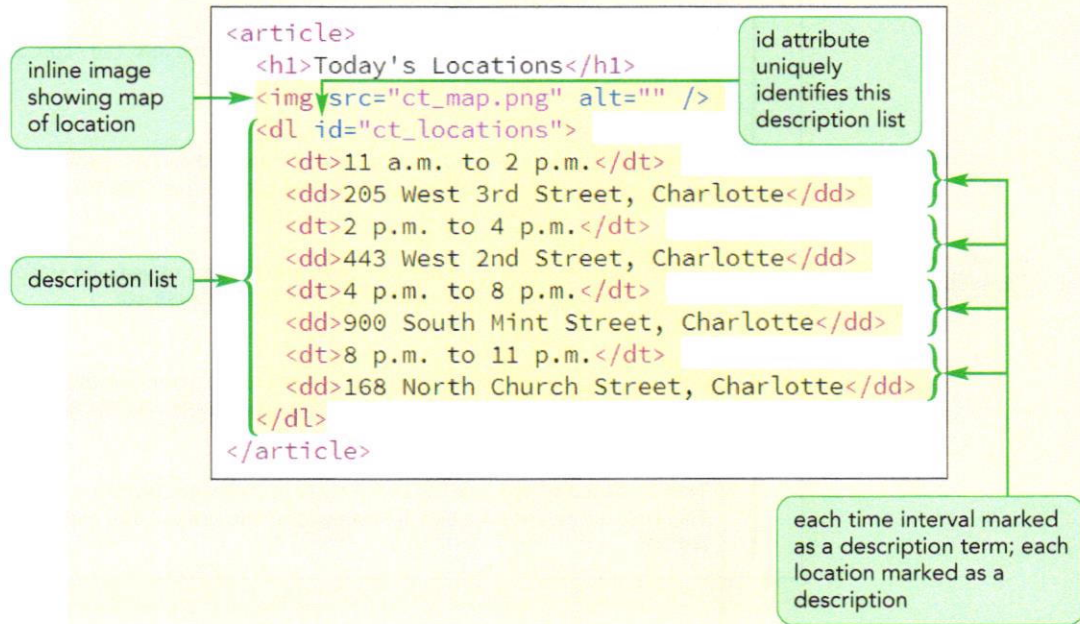 <article>
<h1>Today's Locations</h1>
<img src="ct_map.png" alt="" />
<dl id="ct_locations">
<dt>11 a.m. to 2 p.m.</dt>
<dd>205 West 3rd Street, Charlotte</dd>
<dt>2 p.m. to 4 p.m.</dt>
<dd>443 West 2nd Street, Charlotte</dd>
<dt>4 p.m. to 8 p.m.</dt>
<dd>900 South Mint Street, Charlotte</dd>
<dt>8 p.m. to 11 p.m.</dt>
<dd>168 North Church Street, Charlotte</dd>
</dl>
</article>
inline image
showing map
of location
id attribute
uniquely
identifies this
description list
description list
each time interval marked
as a description term; each
location marked as a
description